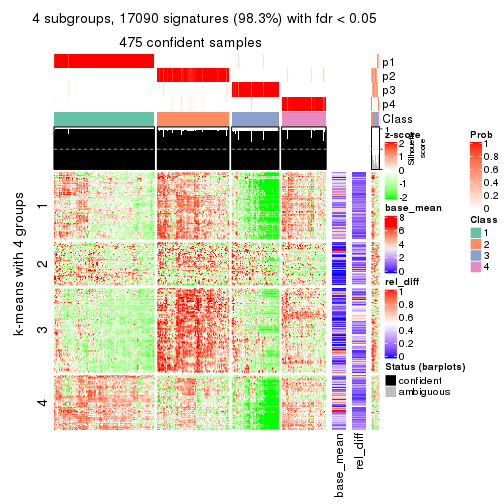 4 subgroups, 17090 signatures (98.3%) with fdr < 0.05
475 confident samples
p1
p2
p3
p4
Class
1
Silhouette
score
k-means with 4 groups
1
2
3
4
base_mean
rel_diff
z-score
2
1
0
-1
-2
base_mean
8
6
4
2
0
rel_diff
1
0.8
0.6
0.4
0.2
0
Status (barplots)
confident
ambiguous
Prob
1
0.8
0.6
0.4
0.2
0
Class
1
2
3
4